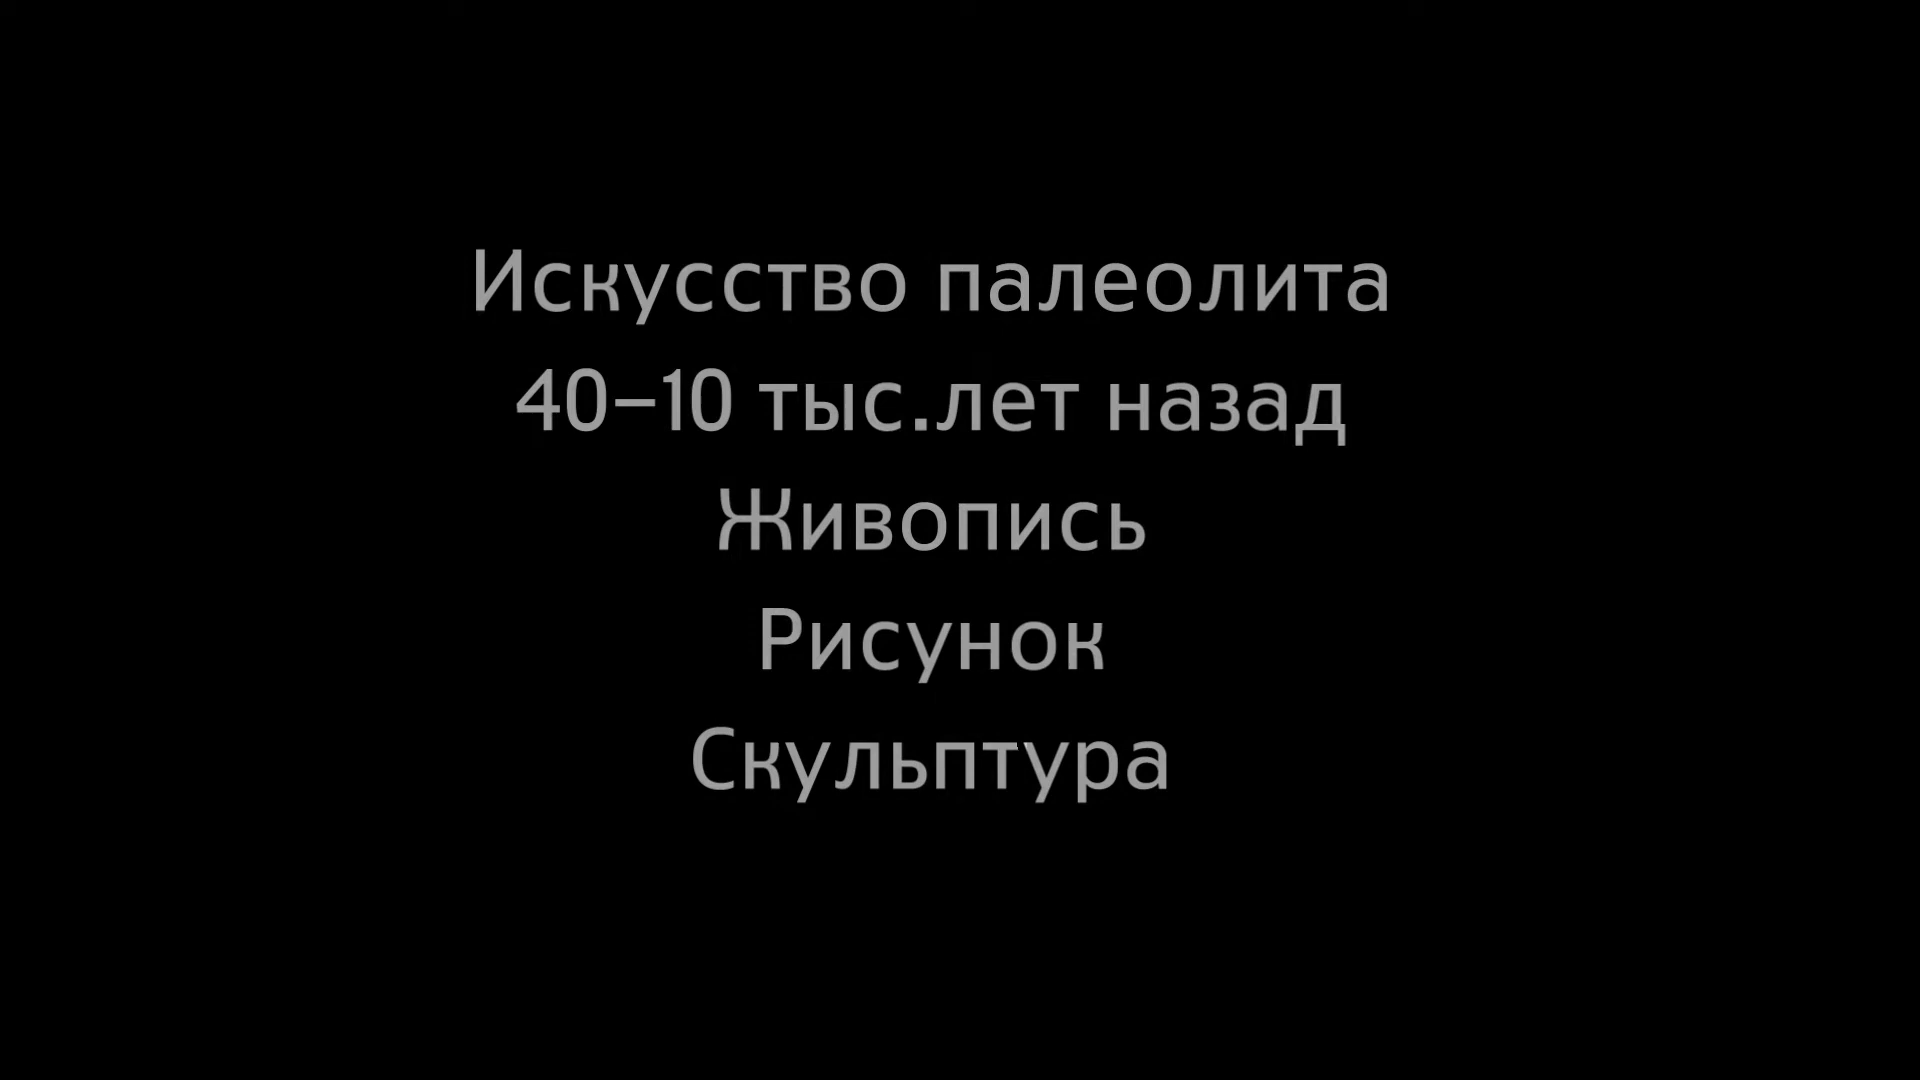 Искусство палеолита
40–10 тыс.лет назад
Живопись
Рисунок
Скульптура